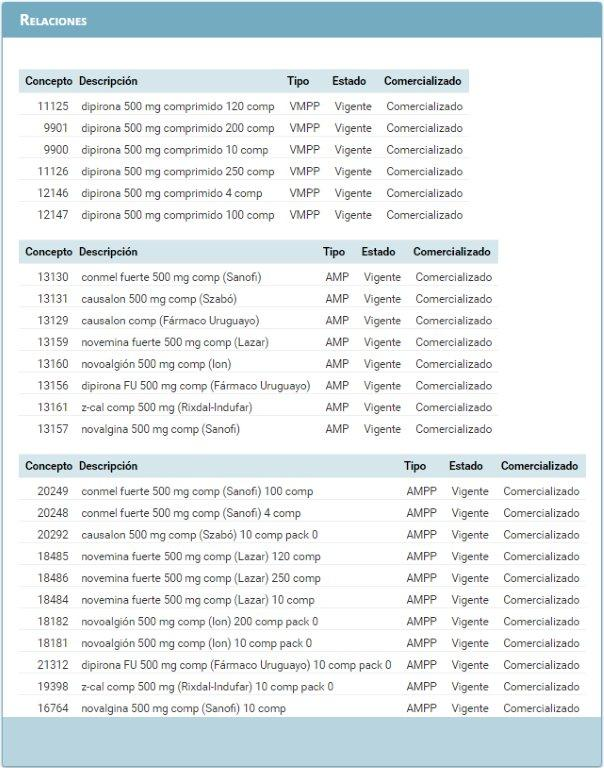 RELACIONES
Concepto Descripción Tipo Estado Comercializado
11125 dipirona 500 mg comprimido 120 comp VMPP Vigente Comercializado
9901 dipirona 500 mg comprimido 200 comp VMPP Vigente Comercializado
9900 dipirona 500 mg comprimido 10 comp VMPP Vigente Comercializado
11126 dipirona 500 mg comprimido 250 comp VMPP Vigente Comercializado
12146 dipirona 500 mg comprimido 4 comp VMPP Vigente Comercializado
12147 dipirona 500 mg comprimido 100 comp VMPP Vigente Comercializado
Concepto Descripción Tipo Estado Comercializado
13130 conmel fuerte 500 mg comp (Sanofi) AMP Vigente Comercializado
13131 causalon 500 mg comp (Szabó) AMP Vigente Comercializado
13129 causalon comp (Fármaco Uruguayo) AMP Vigente Comercializado
13159 novemina fuerte 500 mg comp (Lazar) AMP Vigente Comercializado
13160 novoalgión 500 mg comp (Ion) AMP Vigente Comercializado
13156 dipirona FU 500 mg comp (Fármaco Uruguayo) AMP Vigente Comercializado
13161 z-cal comp 500 mg (Rixdal-Indufar) AMP Vigente Comercializado
13157 novalgina 500 mg comp (Sanofi) AMP Vigente Comercializado
Concepto Descripción Tipo Estado Comercializado
20249 conmel fuerte 500 mg comp (Sanofi) 100 comp AMPP Vigente Comercializado
20248 conmel fuerte 500 mg comp (Sanofi) 4 comp AMPP Vigente Comercializado
20292 causalon 500 mg comp (Szabó) 10 comp pack 0 AMPP Vigente Comercializado
18485 novemina fuerte 500 mg comp (Lazar) 120 comp AMPP Vigente Comercializado
18486 novemina fuerte 500 mg comp (Lazar) 250 comp AMPP Vigente Comercializado
18484 novemina fuerte 500 mg comp (Lazar) 10 comp AMPP Vigente Comercializado
18182 novoalgión 500 mg comp (Ion) 200 comp pack 0 AMPP Vigente Comercializado
18181 novoalgión 500 mg comp (Ion) 10 comp pack 0 AMPP Vigente Comercializado
21312 dipirona FU 500 mg comp (Fármaco Uruguayo) 10 comp pack 0 AMPP Vigente Comercializado
19398 z-cal comp 500 mg (Rixdal-Indufar) 10 comp pack 0 AMPP Vigente Comercializado
16764 novalgina 500 mg comp (Sanofi) 10 comp AMPP Vigente Comercializado